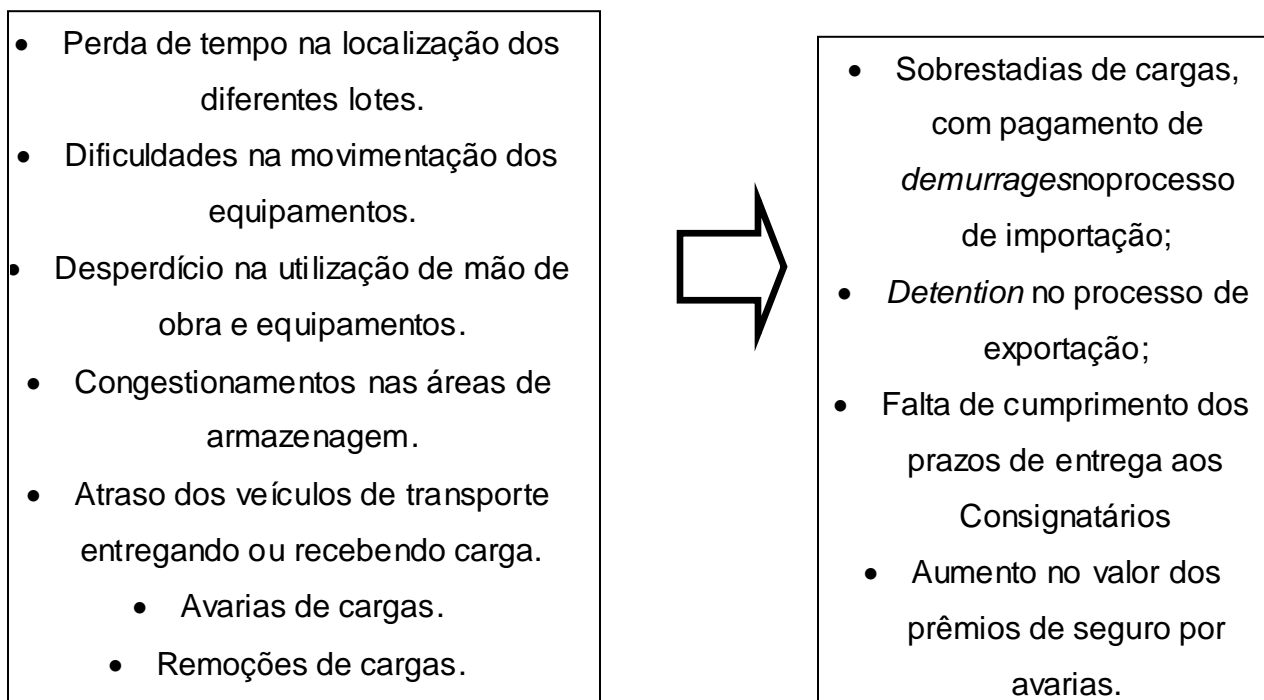 • Perda de tempo na localização dos
diferentes lotes.
• Dificuldades na movimentação dos
equipamentos.
• Desperdício na utilização de mão de
obra e equipamentos.
• Congestionamentos nas áreas de
armazenagem.
• Atraso dos veículos de transporte
entregando ou recebendo carga.
• Avarias de cargas.
• Remoções de cargas.
• Sobrestadias de cargas,
com pagamento de
demurragesnoprocesso
de importação;
• Detention no processo de
exportação;
• Falta de cumprimento dos
prazos de entrega aos
Consignatários
• Aumento no valor dos
prêmios de seguro por
avarias.